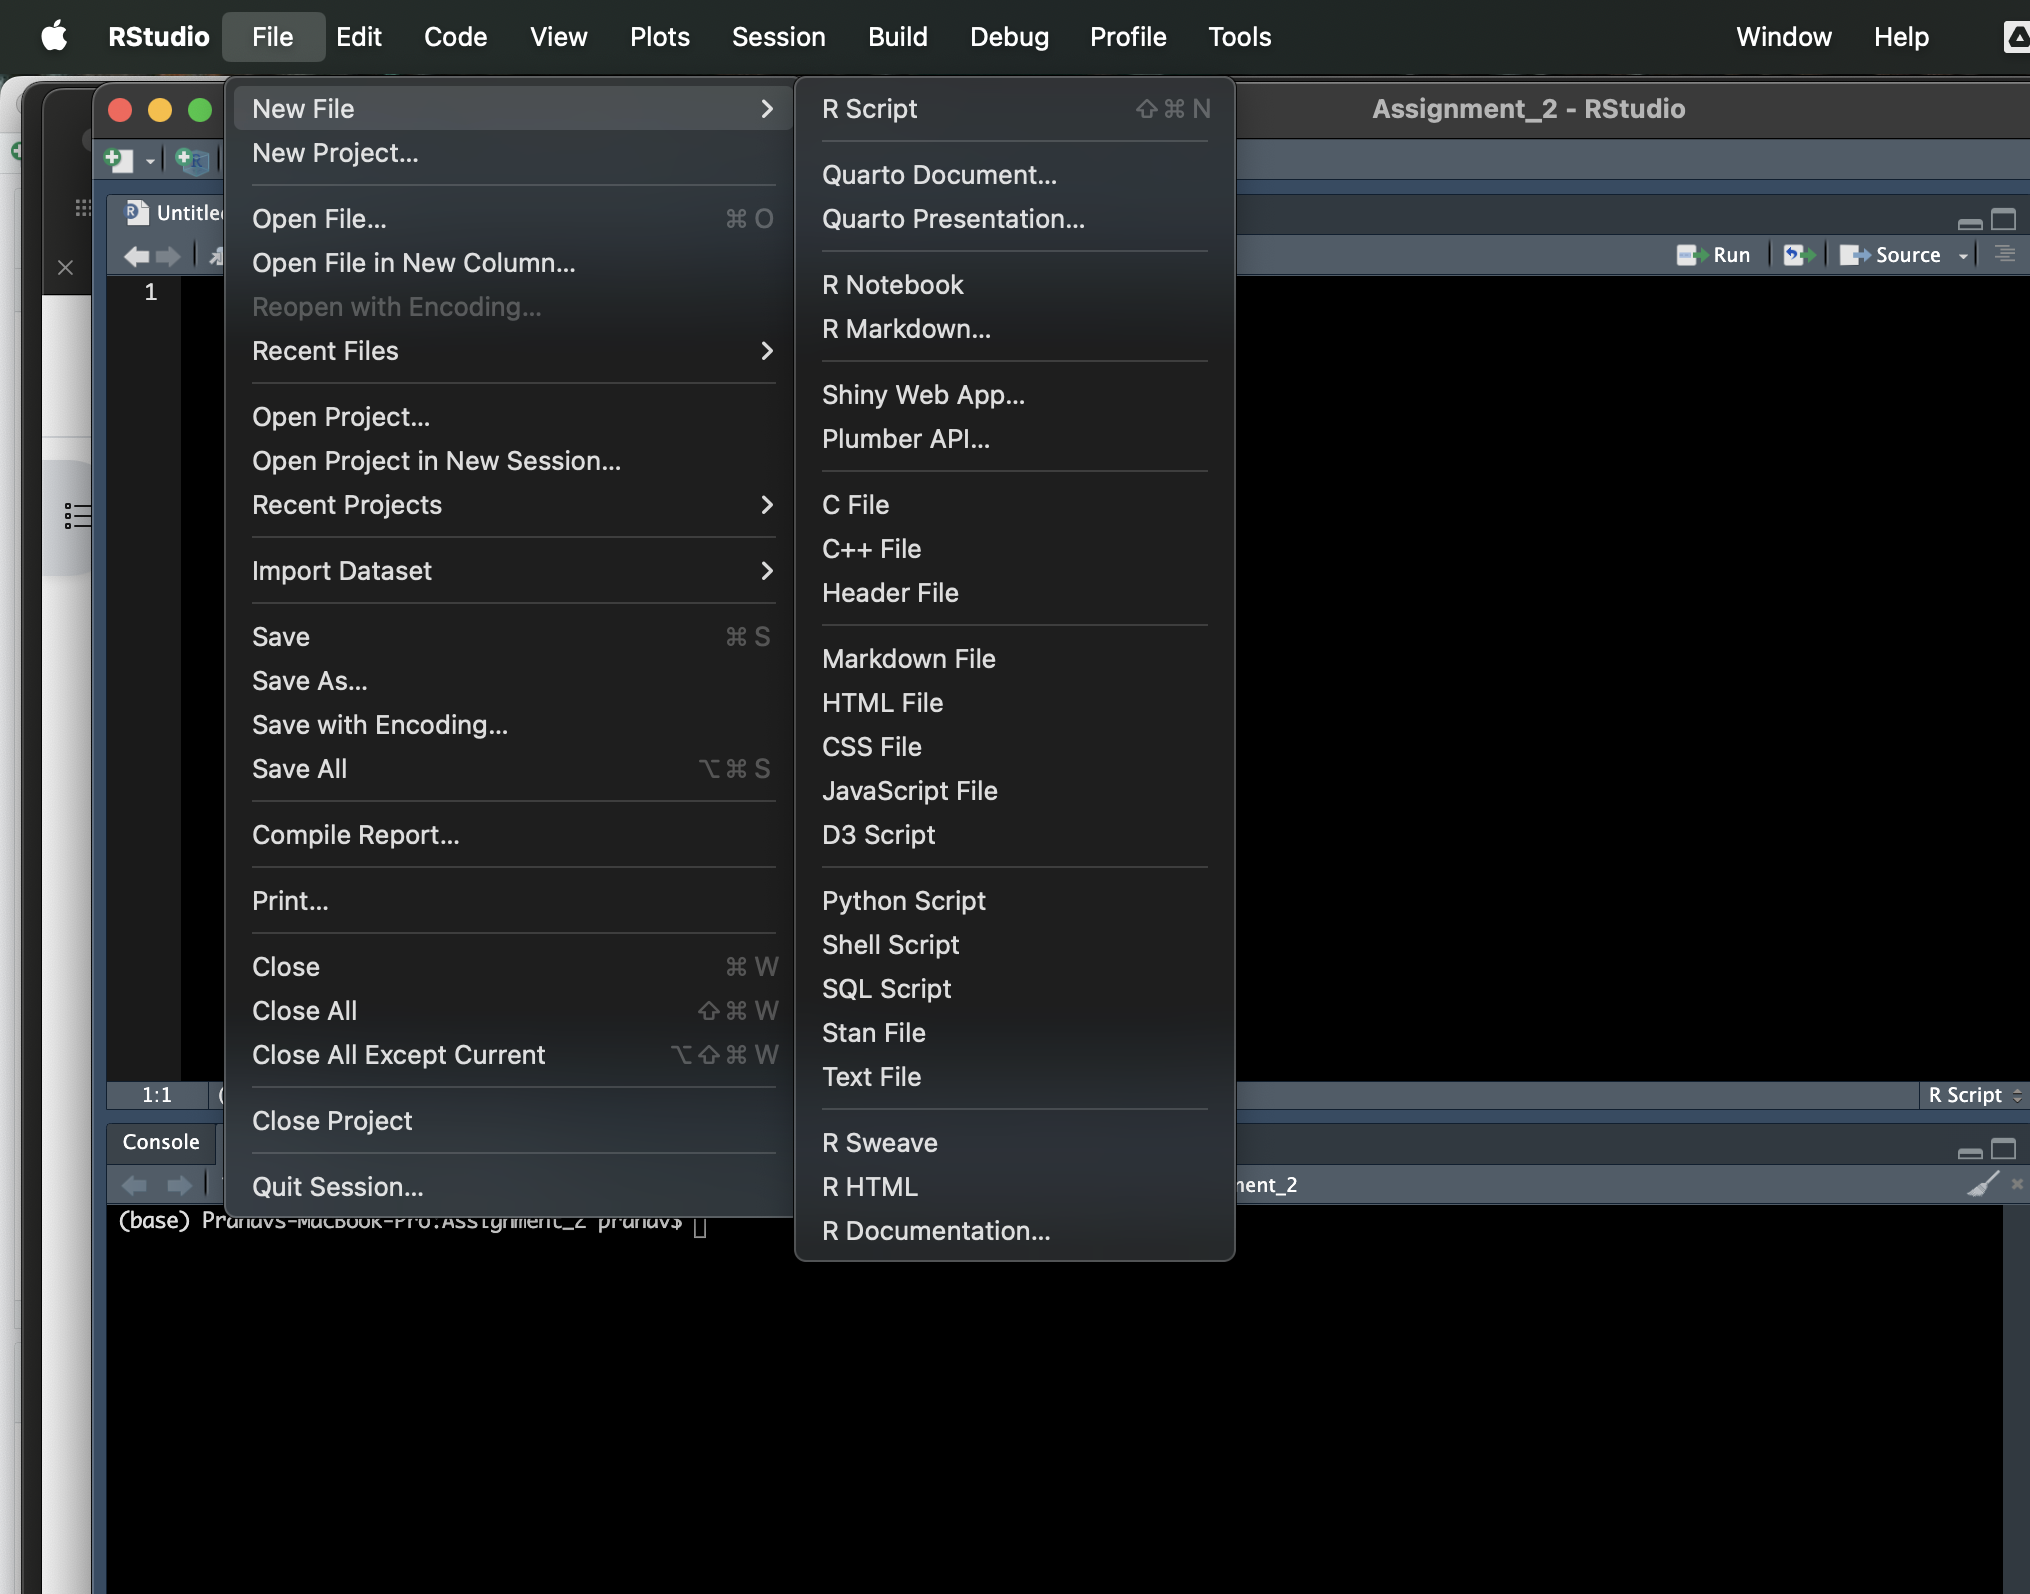 RStudio File Edit Code View Plots Session Build Debug Profile Tools Window Help
Assignment_2 - RStudio
New File
New Project...
Open File... ⌘ O
Open File in New Column...
Reopen with Encoding...
Recent Files
Open Project...
Open Project in New Session...
Recent Projects
Import Dataset
Save ⌘ S
Save As...
Save with Encoding...
Save All ⌥ ⌘ S
Compile Report...
Print...
Close ⌘ W
Close All ⇧ ⌘ W
Close All Except Current ⌥ ⇧ ⌘ W
Close Project
Quit Session...
R Script ⇧ ⌘ N
Quarto Document...
Quarto Presentation...
R Notebook
R Markdown...
Shiny Web App...
Plumber API...
C File
C++ File
Header File
Markdown File
HTML File
CSS File
JavaScript File
D3 Script
Python Script
Shell Script
SQL Script
Stan File
Text File
R Sweave
R HTML
R Documentation...
Untitle
Run Source
1
1:1 ( R Script
Console
ment_2
(base) Pranavs-MacBook-Pro:Assignment_2 pranav$